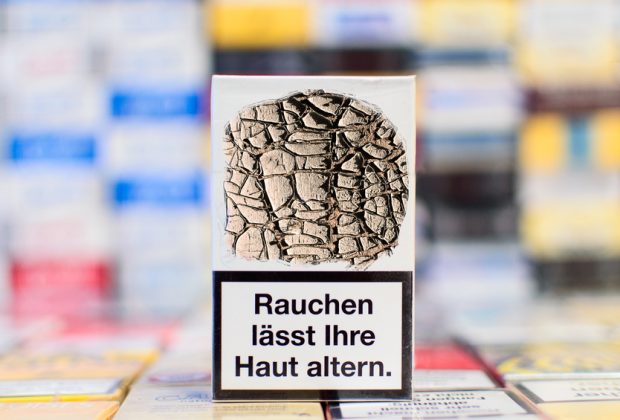 Rauchen
lässt Ihre
Haut altern.